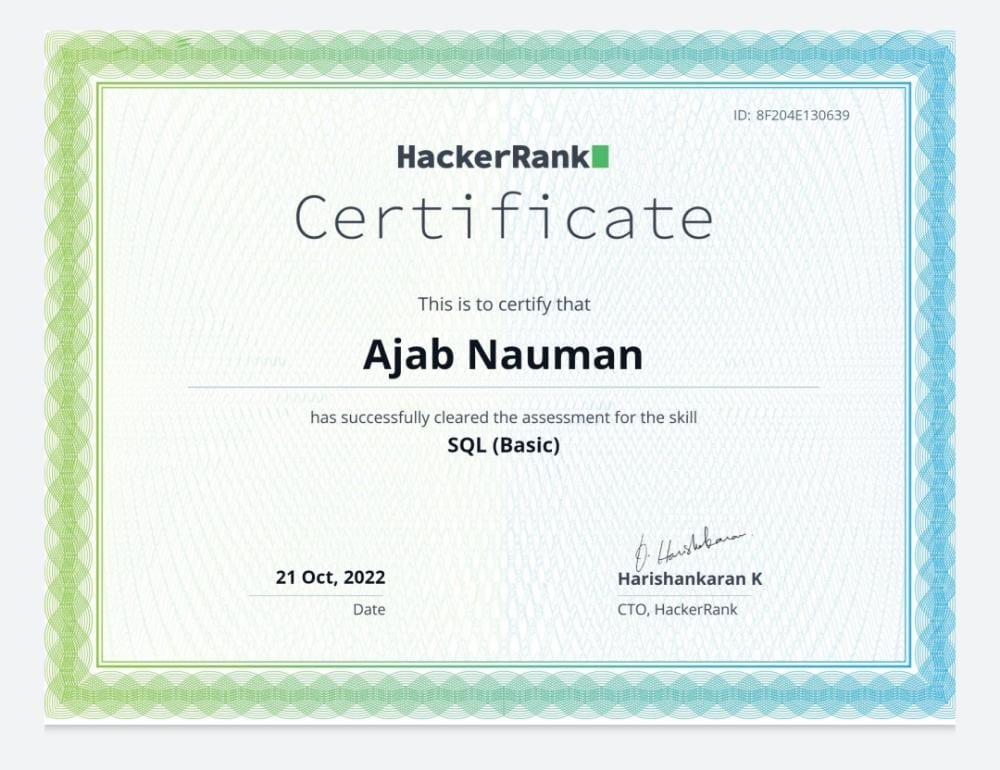 ID: 8F204E130639
HackerRank
Certificate
This is to certify that
Ajab Nauman
has successfully cleared the assessment for the skill
SQL (Basic)
21 Oct, 2022
Date
Harishankaran K
CTO, HackerRank